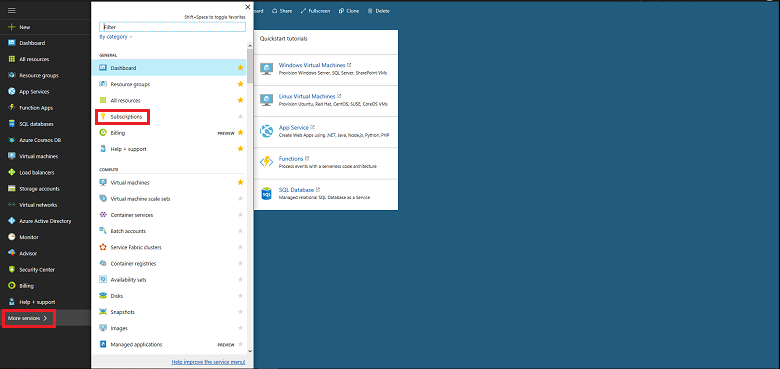 New
Dashboard
All resources
Resource groups
App Services
Function Apps
SQL databases
Azure Cosmos DB
Virtual machines
Load balancers
Storage accounts
Virtual networks
Azure Active Directory
Monitor
Advisor
Security Center
Billing
Help + support
More services
Shift+Space to toggle favorites
Filter
By category
GENERAL
Dashboard
Resource groups
All resources
Subscriptions
Billing PREVIEW
Help + support
COMPUTE
Virtual machines
Virtual machine scale sets
Container services
Batch accounts
Service Fabric clusters
Container registries
Availability sets
Disks
Snapshots
Images
Managed applications PREVIEW
Help improve the service menu!
board Share Fullscreen Clone Delete
Quickstart tutorials
Windows Virtual Machines
Provision Windows Server, SQL Server, SharePoint VMs
Linux Virtual Machines
Provision Ubuntu, Red Hat, CentOS, SUSE, CoreOS VMs
App Service
Create Web Apps using .NET, Java, Node.js, Python, PHP
Functions
Process events with a serverless code architecture
SQL Database
Managed relational SQL Database as a Service
SQL